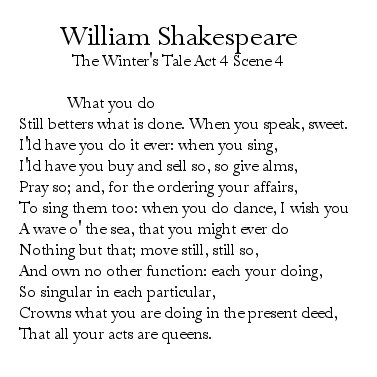 William Shakespeare
The Winter's Tale Act 4 Scene 4
What you do
Still betters what is done. When you speak, sweet.
I'ld have you do it ever: when you sing,
I'ld have you buy and sell so, so give alms,
Pray so; and, for the ordering your affairs,
To sing them too: when you do dance, I wish you
A wave o' the sea, that you might ever do
Nothing but that; move still, still so,
And own no other function: each your doing,
So singular in each particular,
Crowns what you are doing in the present deed,
That all your acts are queens.